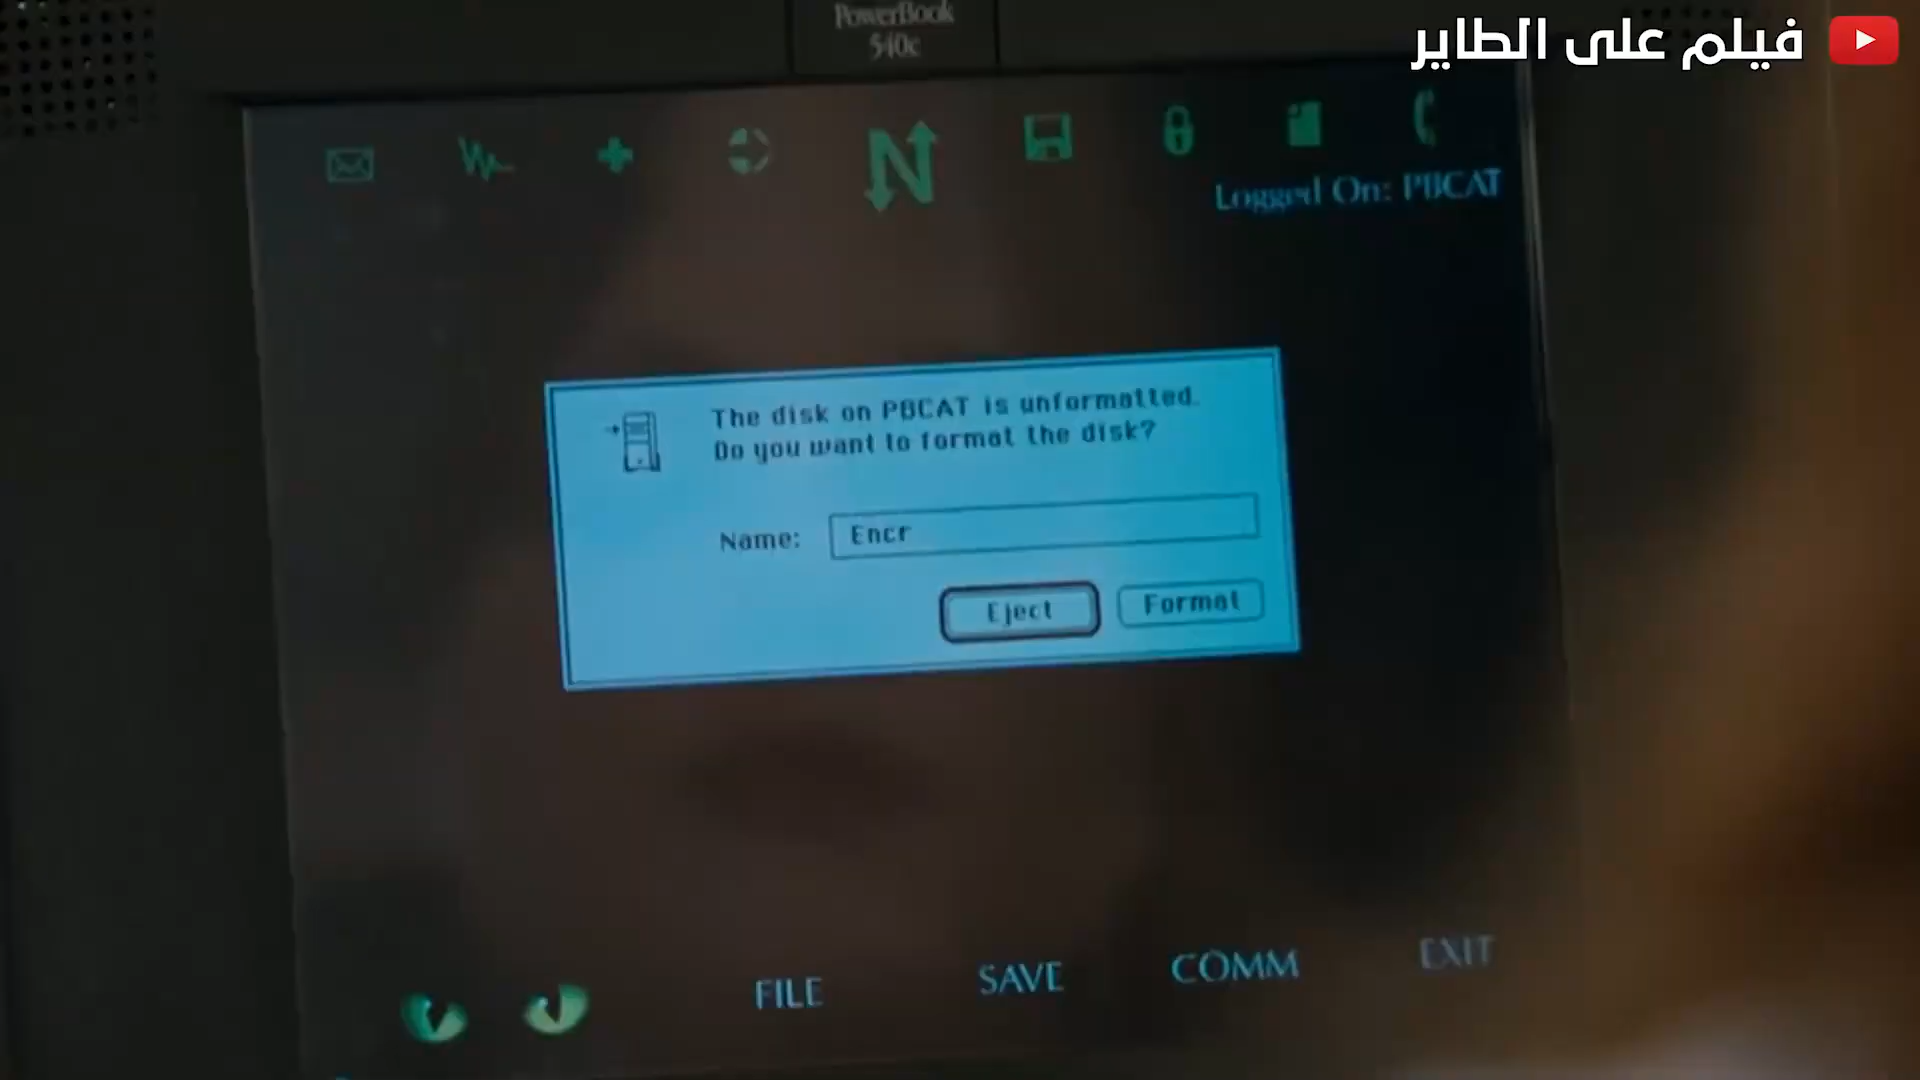 PowerBook
540c
فيلم على الطاير
Logged On: PBCAT
The disk on PBCAT is unformatted.
Do you want to format the disk?
Name: Encr
Eject Format
FILE SAVE COMM EXIT